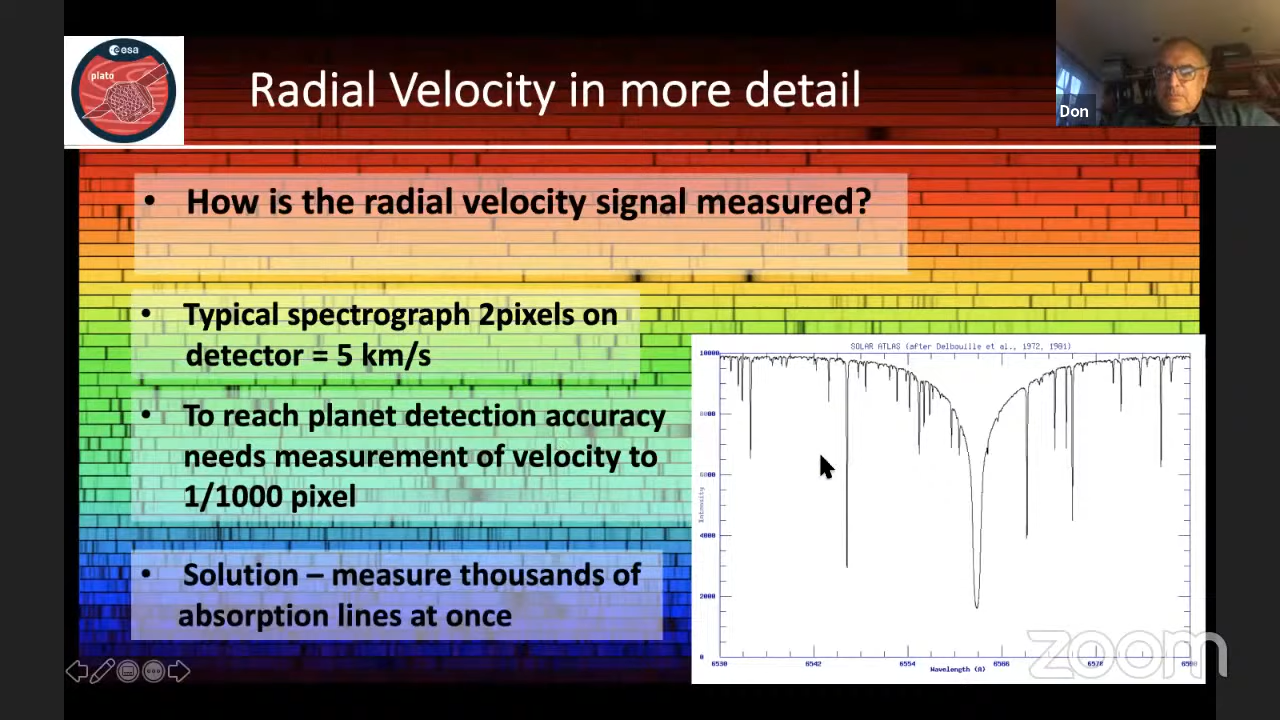 esa
plato
Radial Velocity in more detail
Don
• How is the radial velocity signal measured?
• Typical spectrograph 2pixels on
detector = 5 km/s
• To reach planet detection accuracy
needs measurement of velocity to
1/1000 pixel
• Solution – measure thousands of
absorption lines at once
SOLAR ATLAS (after Delbouille et al., 1972, 1981)
10000
8000
6000
4000
2000
0
Intensity
6530 6542 6554 6566 6578
Wavelength (A)
zoom